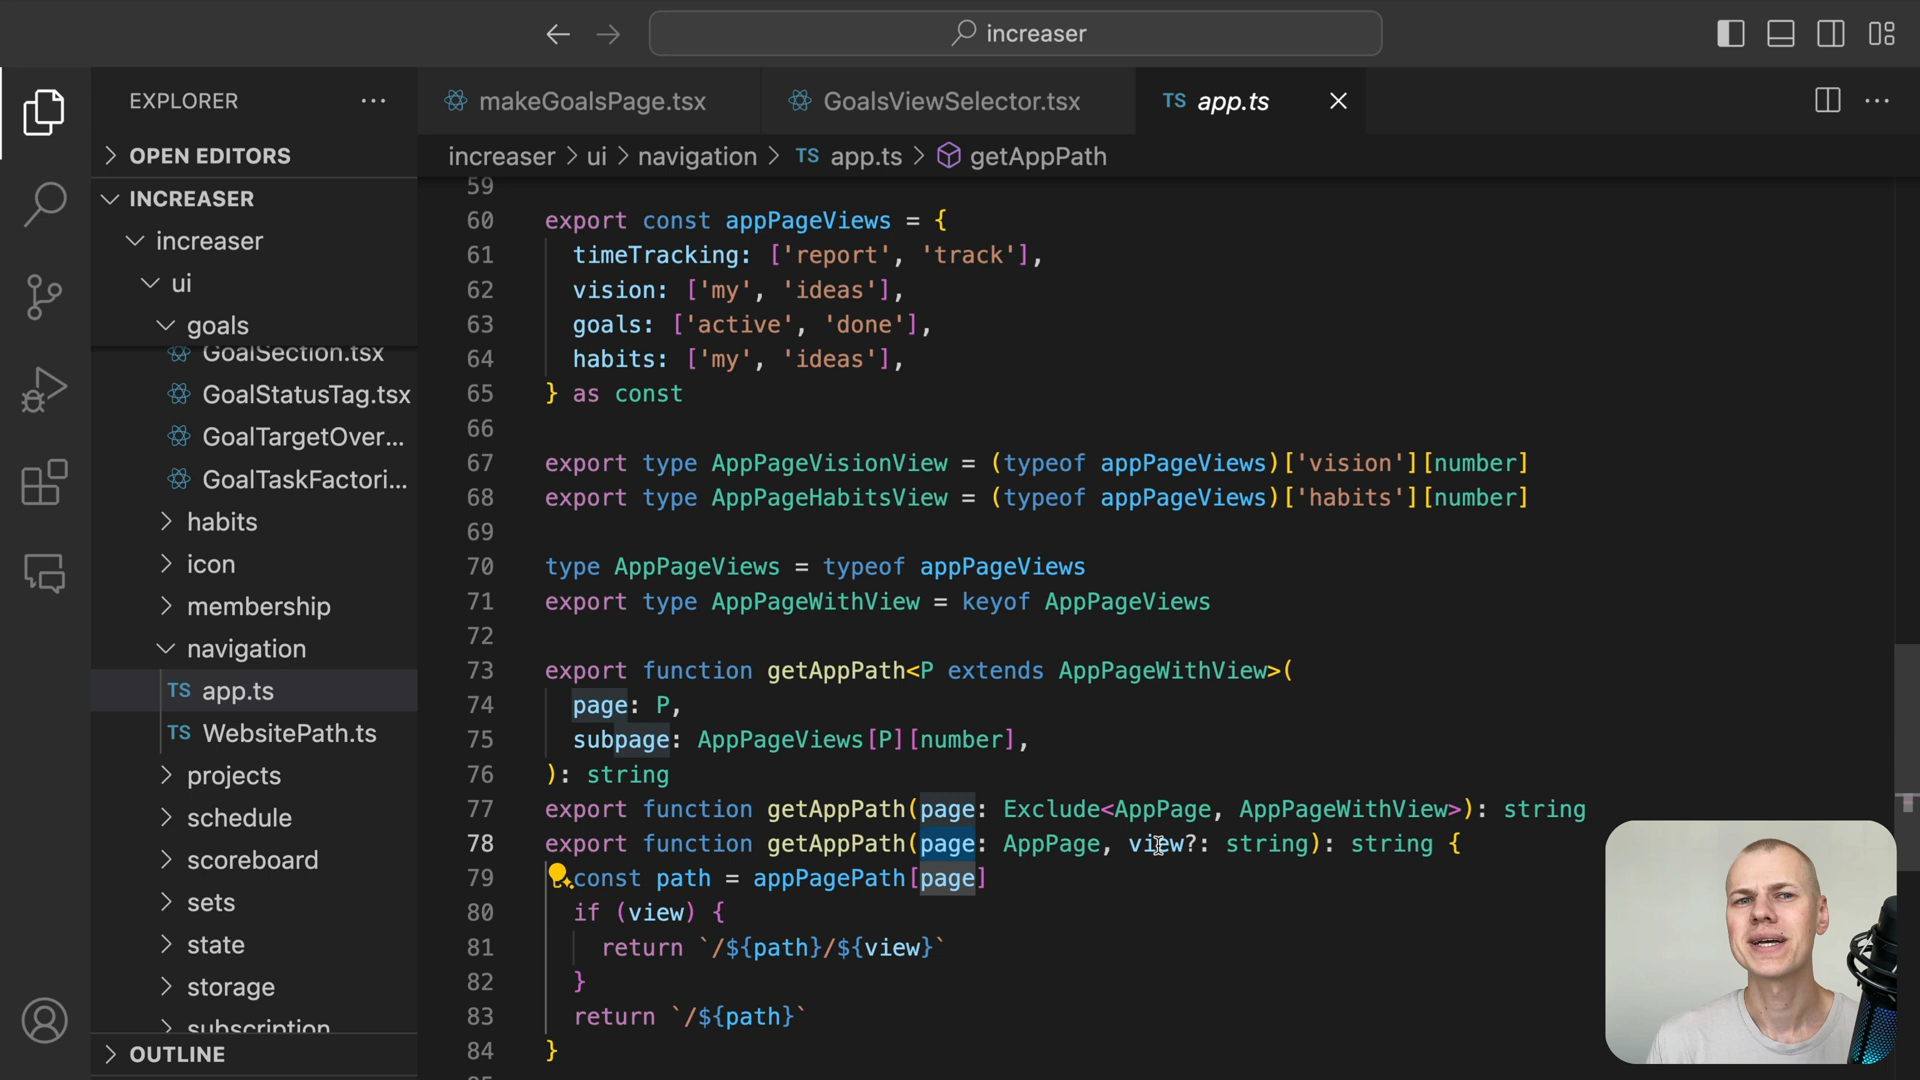 increaser
EXPLORER
makeGoalsPage.tsx
GoalsViewSelector.tsx
TS app.ts
OPEN EDITORS
increaser > ui > navigation > TS app.ts > getAppPath
INCREASER
increaser
ui
goals
GoalSection.tsx
GoalStatusTag.tsx
GoalTargetOver...
GoalTaskFactori...
habits
icon
membership
navigation
TS app.ts
TS WebsitePath.ts
projects
schedule
scoreboard
sets
state
storage
subscription
OUTLINE
59
60 export const appPageViews = {
61 timeTracking: ['report', 'track'],
62 vision: ['my', 'ideas'],
63 goals: ['active', 'done'],
64 habits: ['my', 'ideas'],
65 } as const
66
67 export type AppPageVisionView = (typeof appPageViews)['vision'][number]
68 export type AppPageHabitsView = (typeof appPageViews)['habits'][number]
69
70 type AppPageViews = typeof appPageViews
71 export type AppPageWithView = keyof AppPageViews
72
73 export function getAppPath<P extends AppPageWithView>(
74 page: P,
75 subpage: AppPageViews[P][number],
76 ): string
77 export function getAppPath(page: Exclude<AppPage, AppPageWithView>): string
78 export function getAppPath(page: AppPage, view?: string): string {
79 const path = appPagePath[page]
80 if (view) {
81 return `/${path}/${view}`
82 }
83 return `/${path}`
84 }